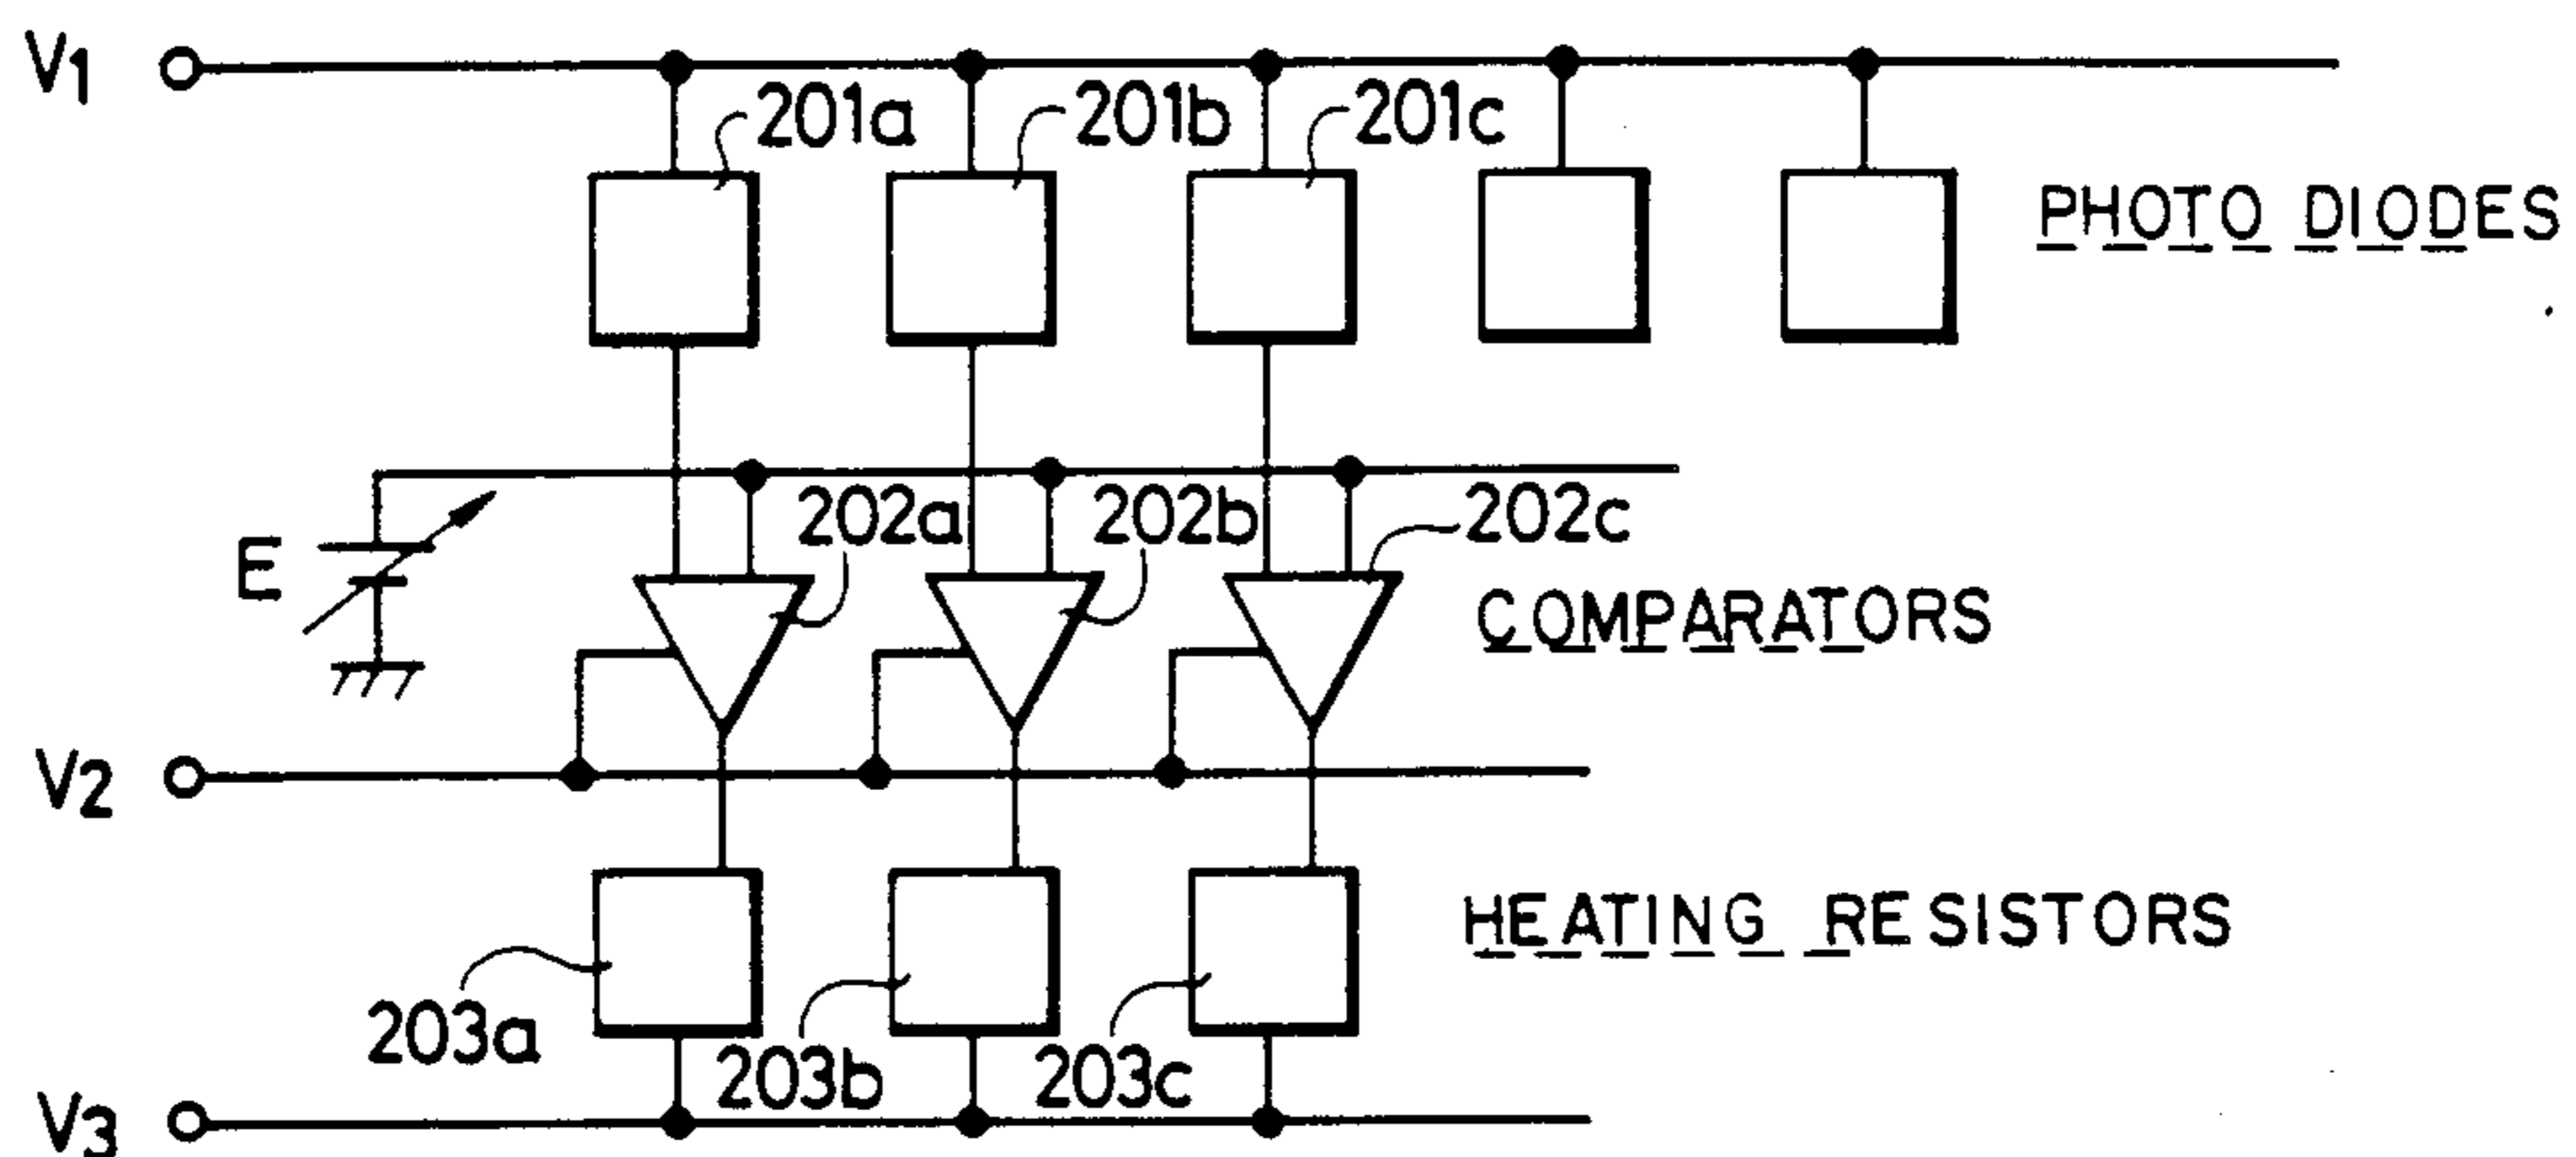 V1
201a 201b 201c
PHOTO DIODES
E
202a 202b 202c
COMPARATORS
V2
HEATING RESISTORS
203a 203b 203c
V3